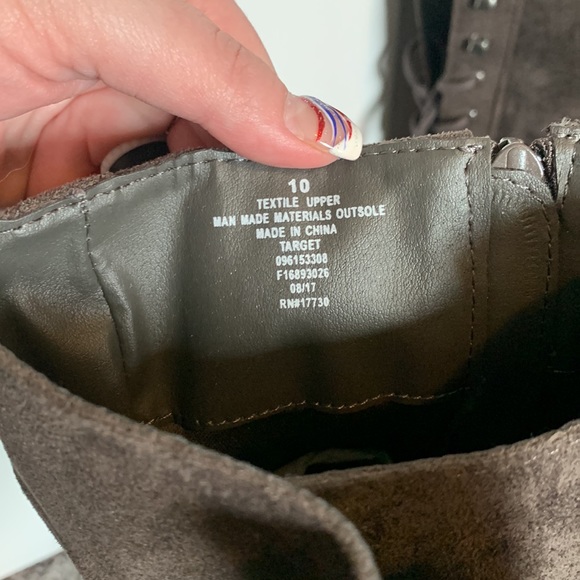 10
TEXTILE UPPER
MAN MADE MATERIALS OUTSOLE
MADE IN CHINA
TARGET
096153308
F16893026
08/17
RN#17730